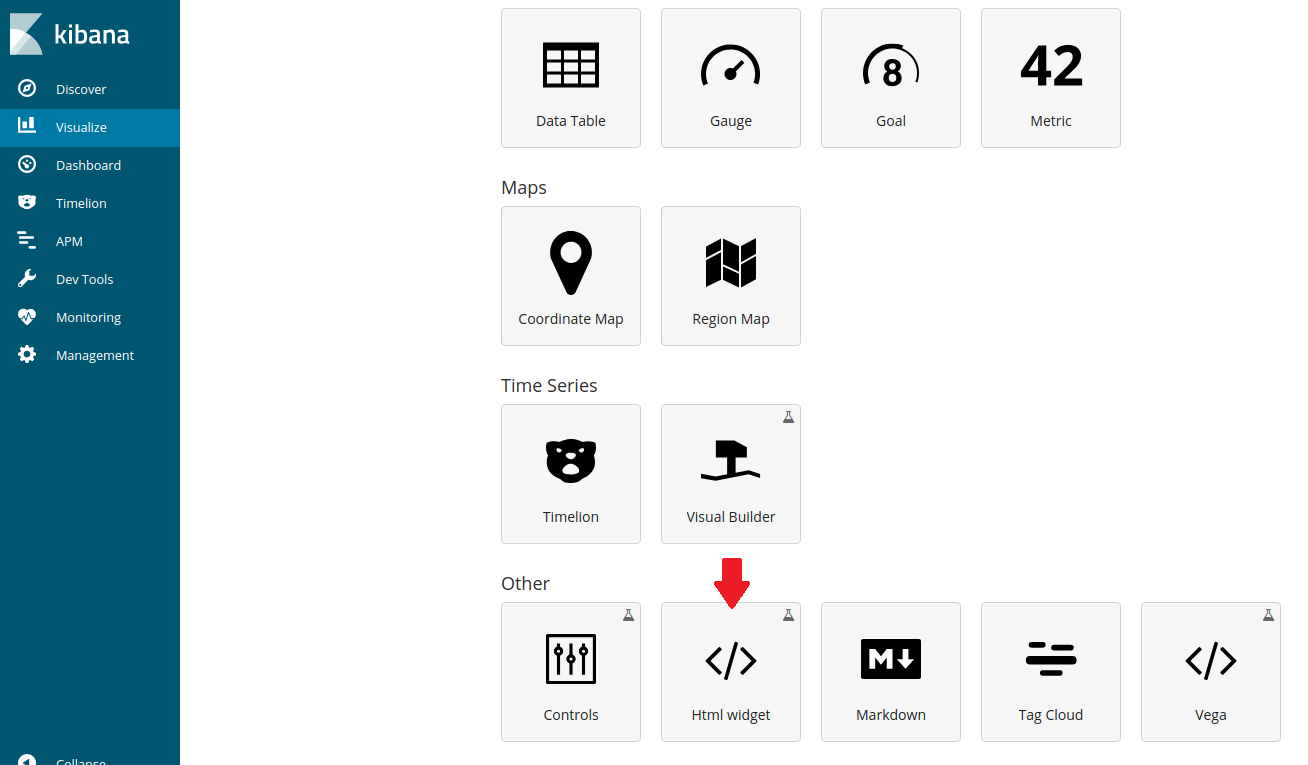 kibana
Discover
Visualize
Dashboard
Timelion
APM
Dev Tools
Monitoring
Management
Collapse
8
42
Data Table
Gauge
Goal
Metric
Maps
Coordinate Map
Region Map
Time Series
Timelion
Visual Builder
Other
</>
M
</>
Controls
Html widget
Markdown
Tag Cloud
Vega